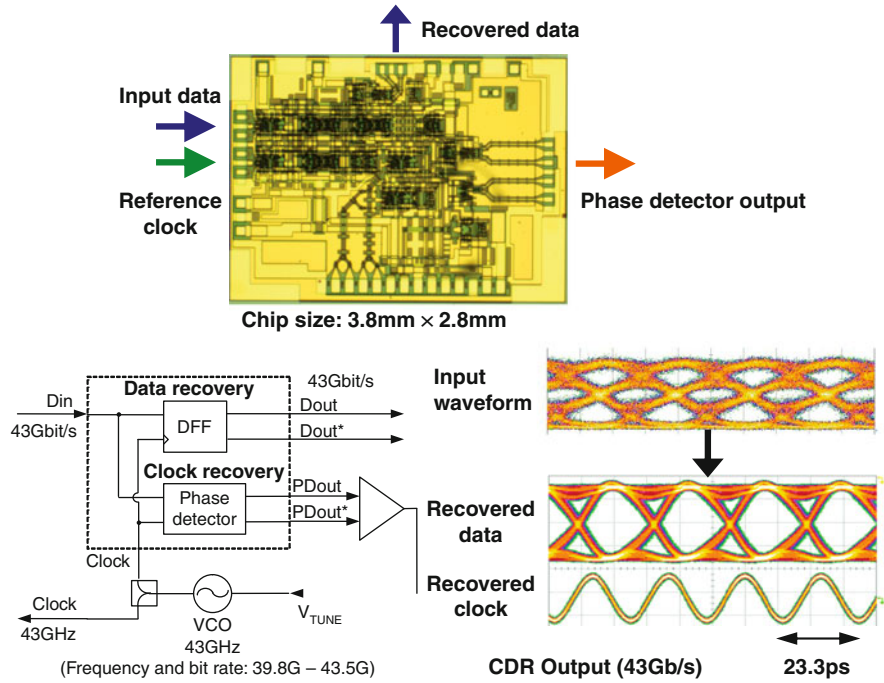 Recovered data
Input data
Reference
clock
Phase detector output
Chip size: 3.8mm × 2.8mm
Data recovery
43Gbit/s
Din
43Gbit/s
DFF
Dout
Dout*
Clock recovery
Phase
detector
PDout
PDout*
Clock
Clock
43GHz
VCO
43GHz
V_TUNE
(Frequency and bit rate: 39.8G – 43.5G)
Input
waveform
Recovered
data
Recovered
clock
CDR Output (43Gb/s)
23.3ps